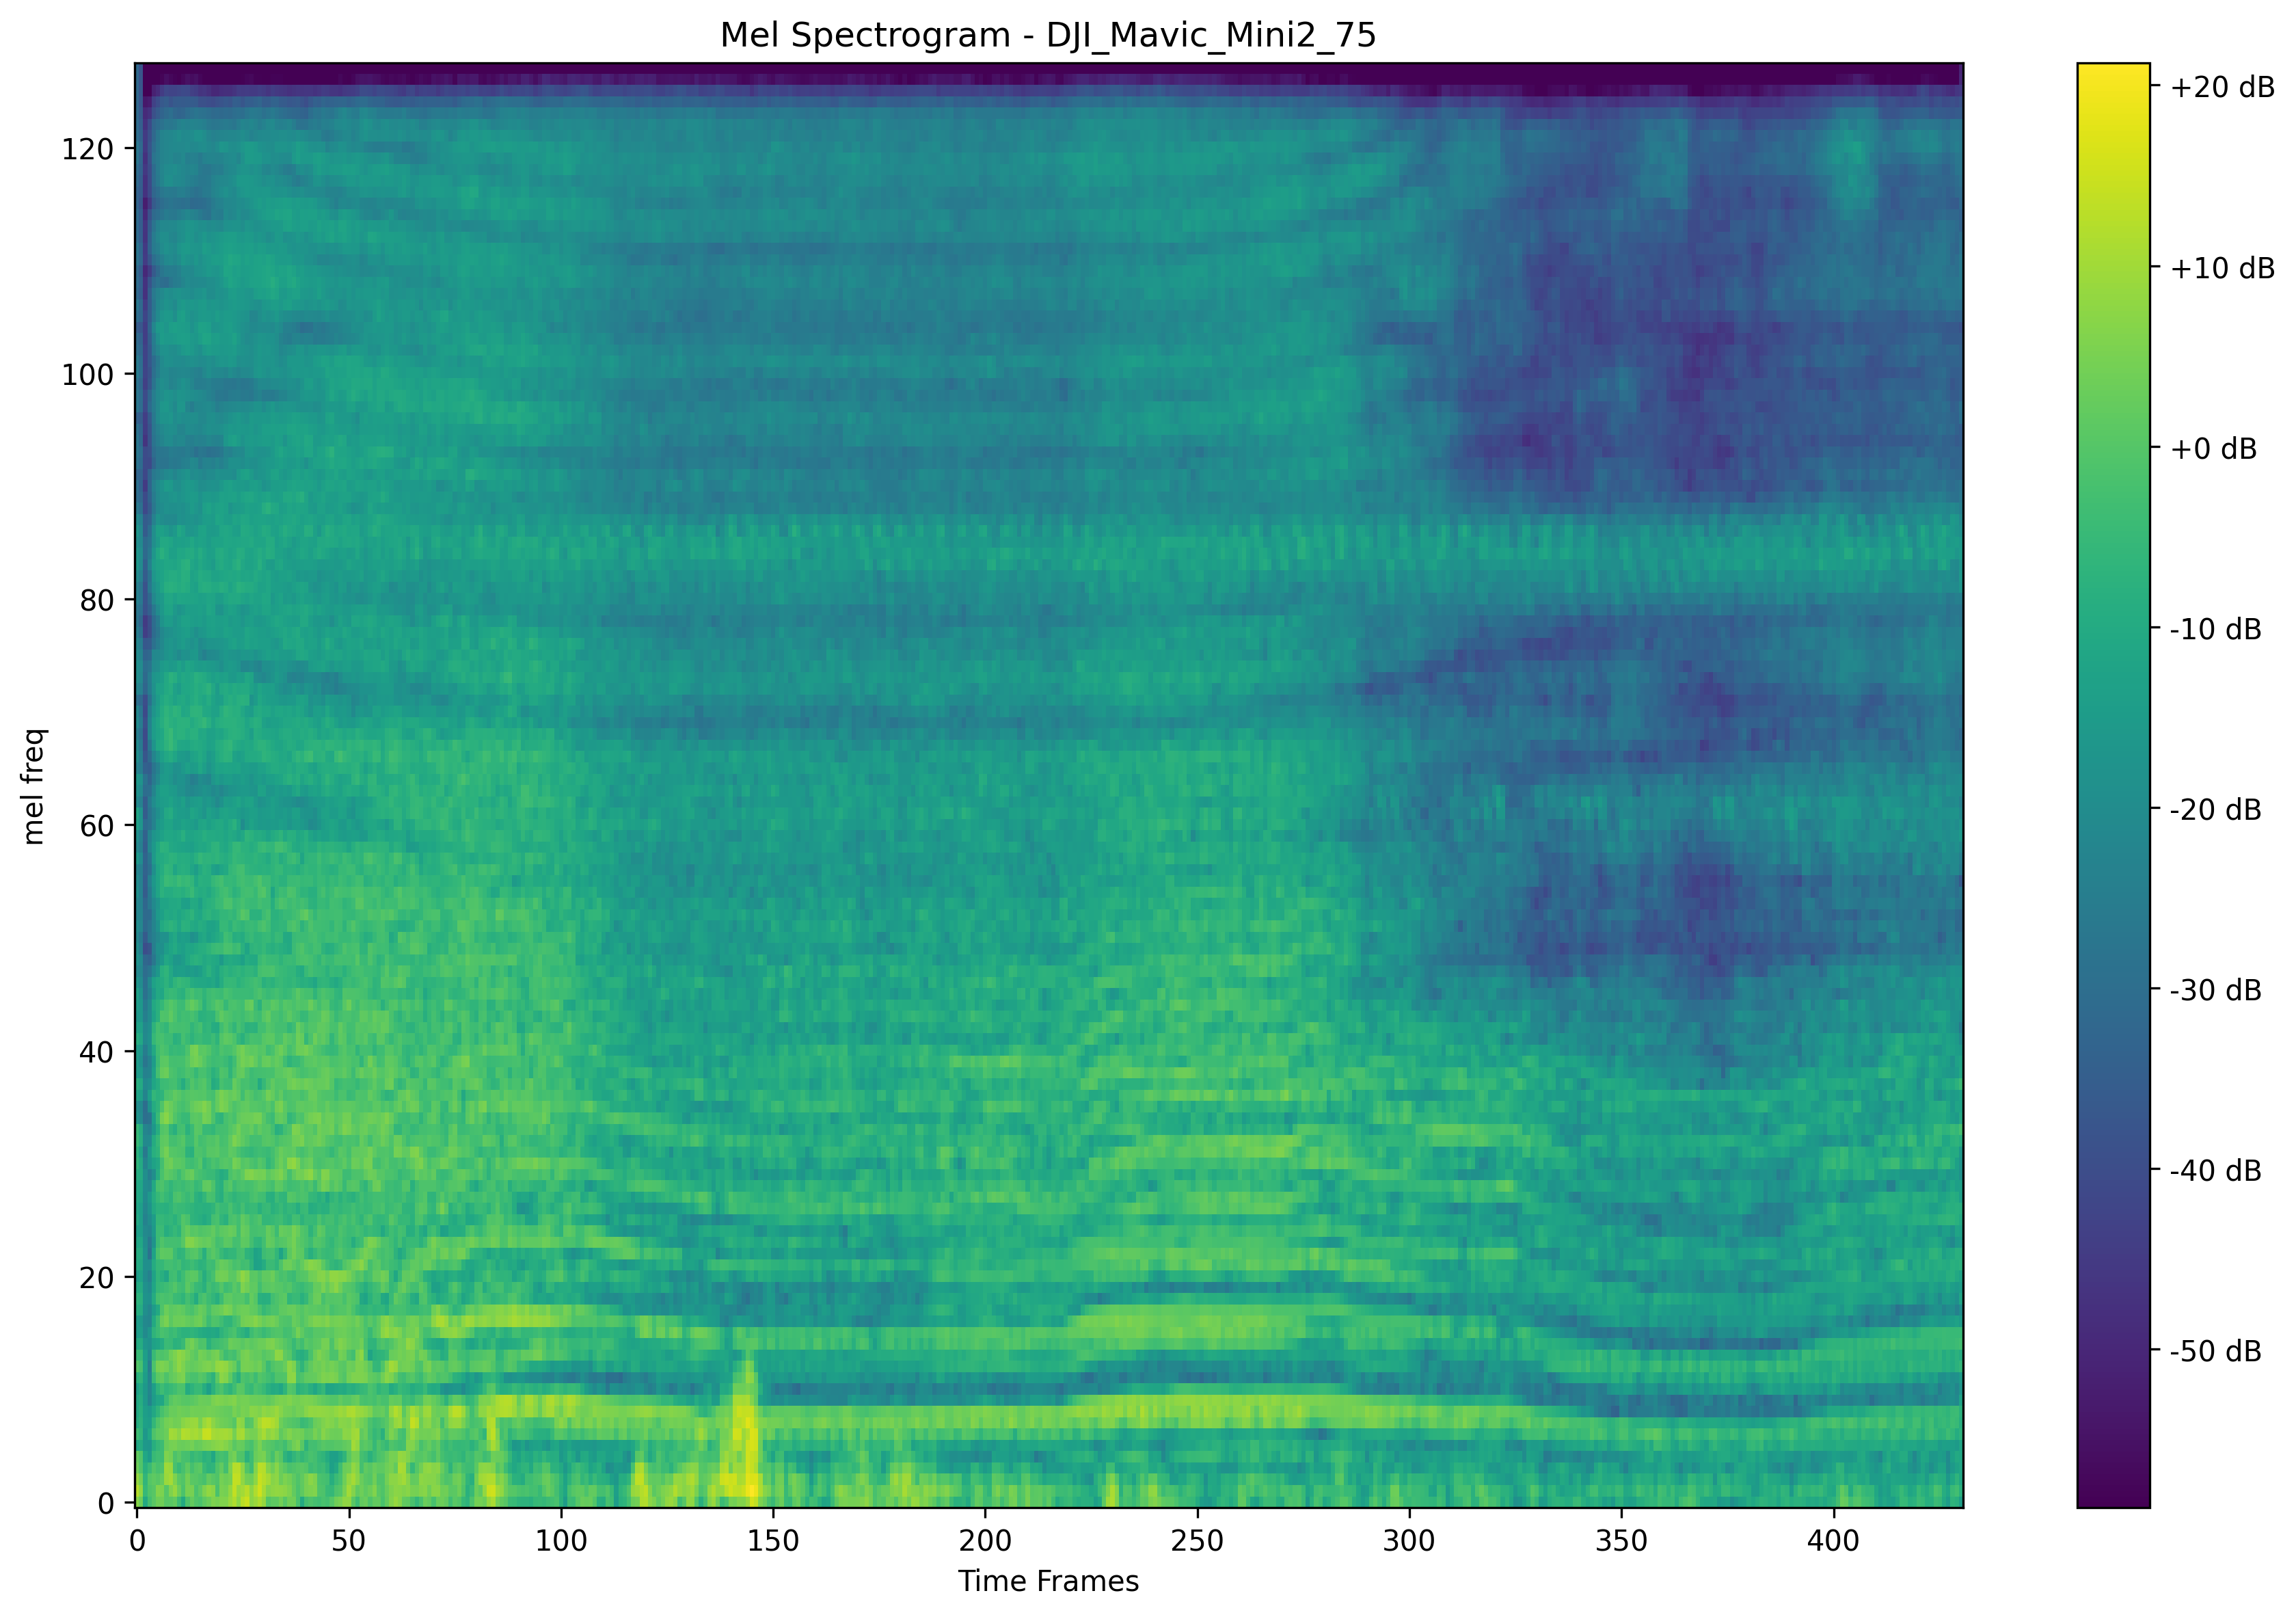 Mel Spectrogram - DJI_Mavic_Mini2_75
+20 dB
+10 dB
+0 dB
-10 dB
-20 dB
-30 dB
-40 dB
-50 dB
mel freq
120
100
80
60
40
20
0
0 50 100 150 200 250 300 350 400
Time Frames